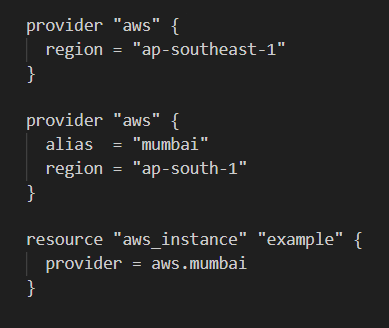 provider "aws" {
  region = "ap-southeast-1"
}

provider "aws" {
  alias  = "mumbai"
  region = "ap-south-1"
}

resource "aws_instance" "example" {
  provider = aws.mumbai
}